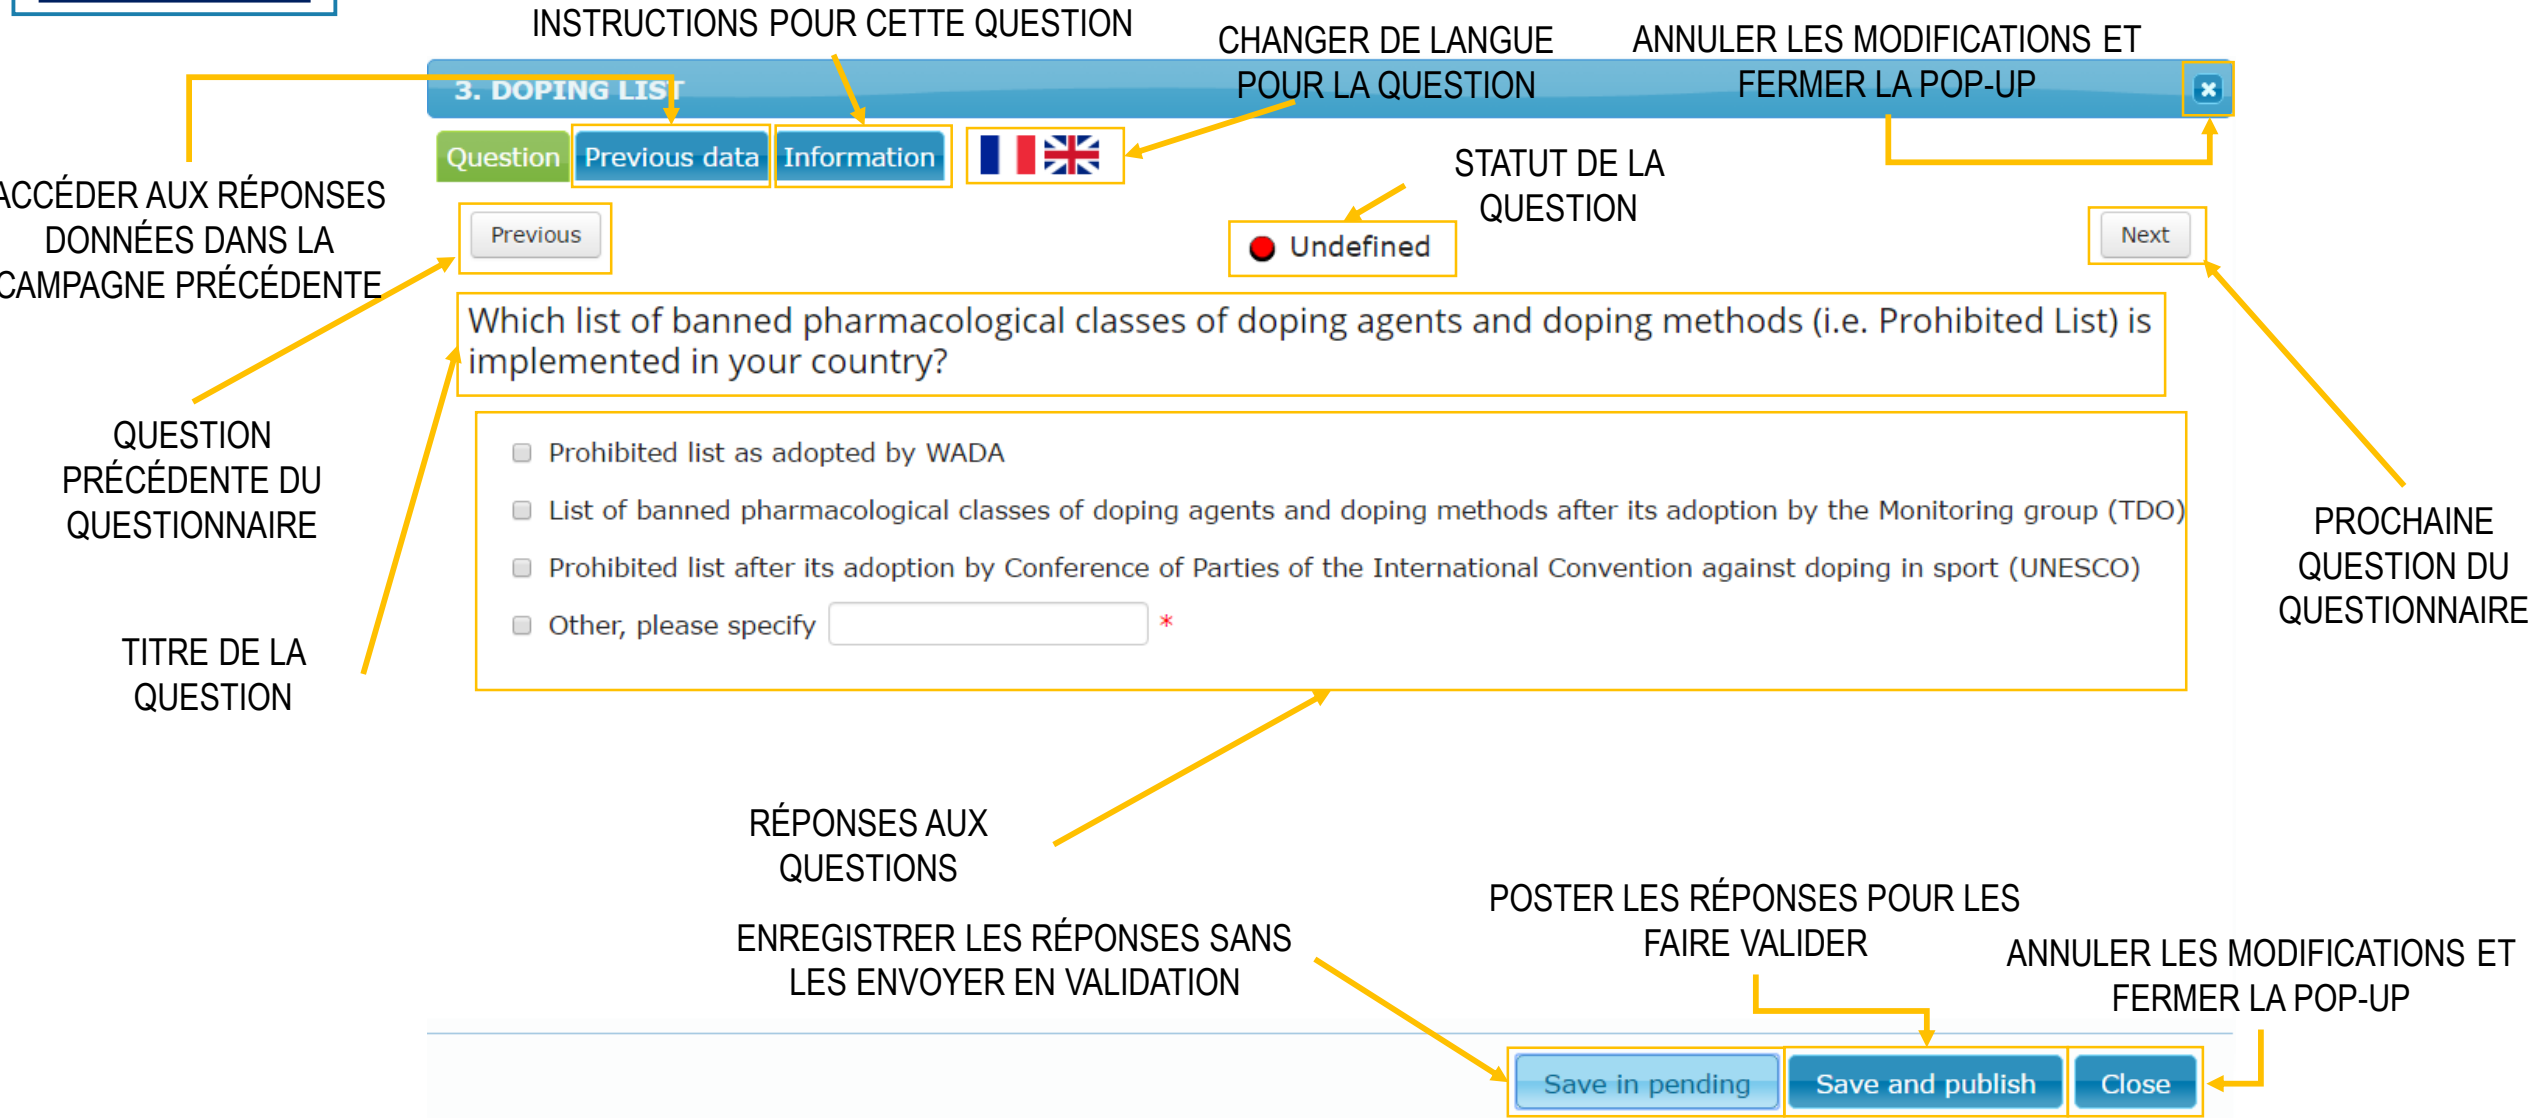 INSTRUCTIONS POUR CETTE QUESTION
CHANGER DE LANGUE
POUR LA QUESTION
ANNULER LES MODIFICATIONS ET
FERMER LA POP-UP
3. DOPING LIST
Question
Previous data
Information
STATUT DE LA
QUESTION
ACCÉDER AUX RÉPONSES
DONNÉES DANS LA
CAMPAGNE PRÉCÉDENTE
Previous
Undefined
Next
Which list of banned pharmacological classes of doping agents and doping methods (i.e. Prohibited List) is
implemented in your country?
QUESTION
PRÉCÉDENTE DU
QUESTIONNAIRE
Prohibited list as adopted by WADA
List of banned pharmacological classes of doping agents and doping methods after its adoption by the Monitoring group (TDO)
Prohibited list after its adoption by Conference of Parties of the International Convention against doping in sport (UNESCO)
Other, please specify *
PROCHAINE
QUESTION DU
QUESTIONNAIRE
TITRE DE LA
QUESTION
RÉPONSES AUX
QUESTIONS
POSTER LES RÉPONSES POUR LES
FAIRE VALIDER
ENREGISTRER LES RÉPONSES SANS
LES ENVOYER EN VALIDATION
ANNULER LES MODIFICATIONS ET
FERMER LA POP-UP
Save in pending
Save and publish
Close